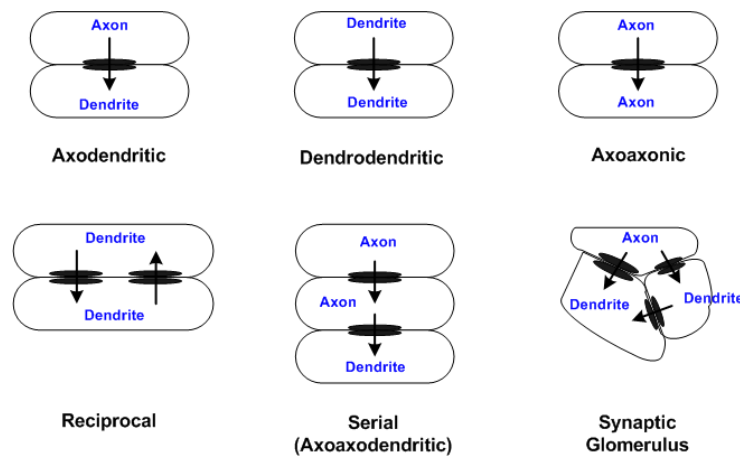 Axon
Dendrite
Axodendritic
Dendrite
Dendrite
Dendrodendritic
Axon
Axon
Axoaxonic
Dendrite
Dendrite
Reciprocal
Axon
Axon
Dendrite
Serial
(Axoaxodendritic)
Axon
Dendrite
Dendrite
Synaptic
Glomerulus